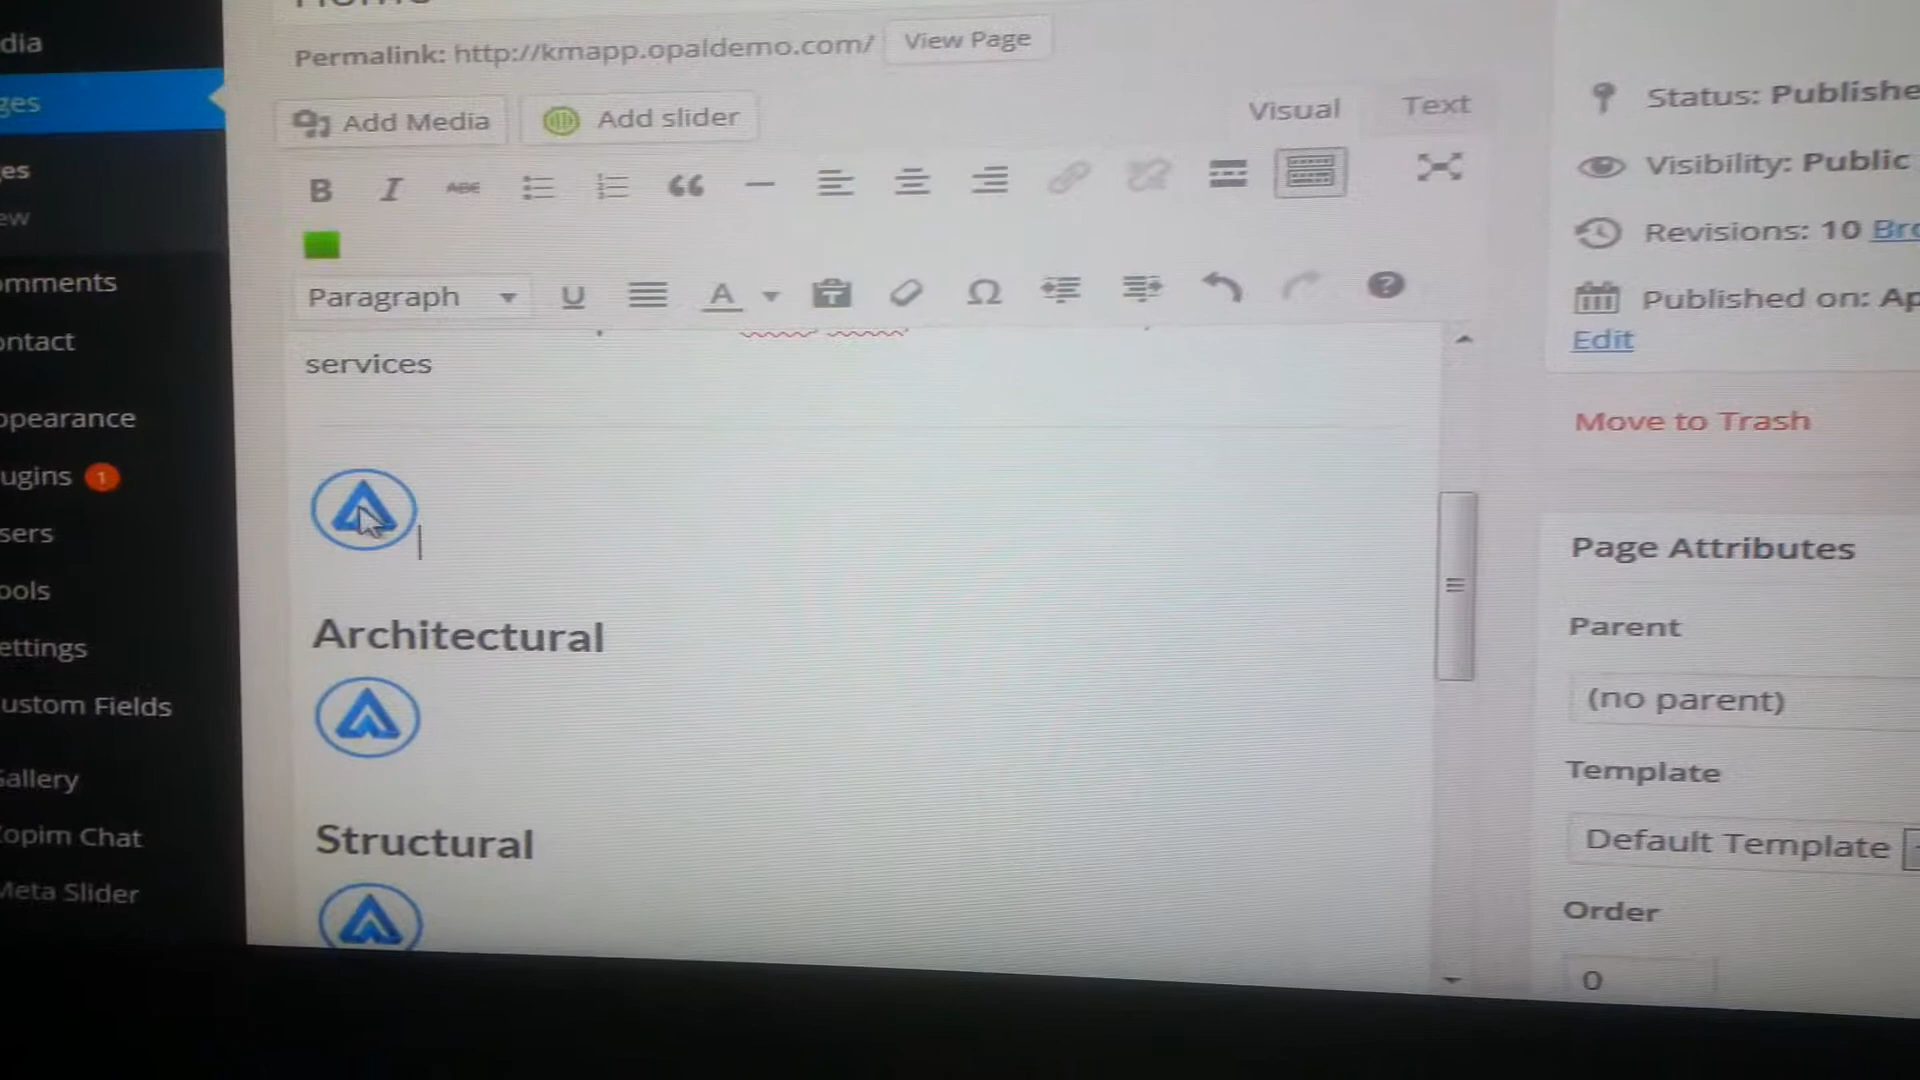 Permalink: http://kmapp.opaldemo.com/ View Page
Add Media Add slider Visual Text
B I ABC
Paragraph U A Ω
services
Architectural
Structural
dia
ges
es
ew
omments
ontact
ppearance
ugins 1
sers
ools
ettings
ustom Fields
Gallery
Zopim Chat
Meta Slider
Status: Publishe
Visibility: Public
Revisions: 10 Bro
Published on: Ap
Edit
Move to Trash
Page Attributes
Parent
(no parent)
Template
Default Template
Order
0